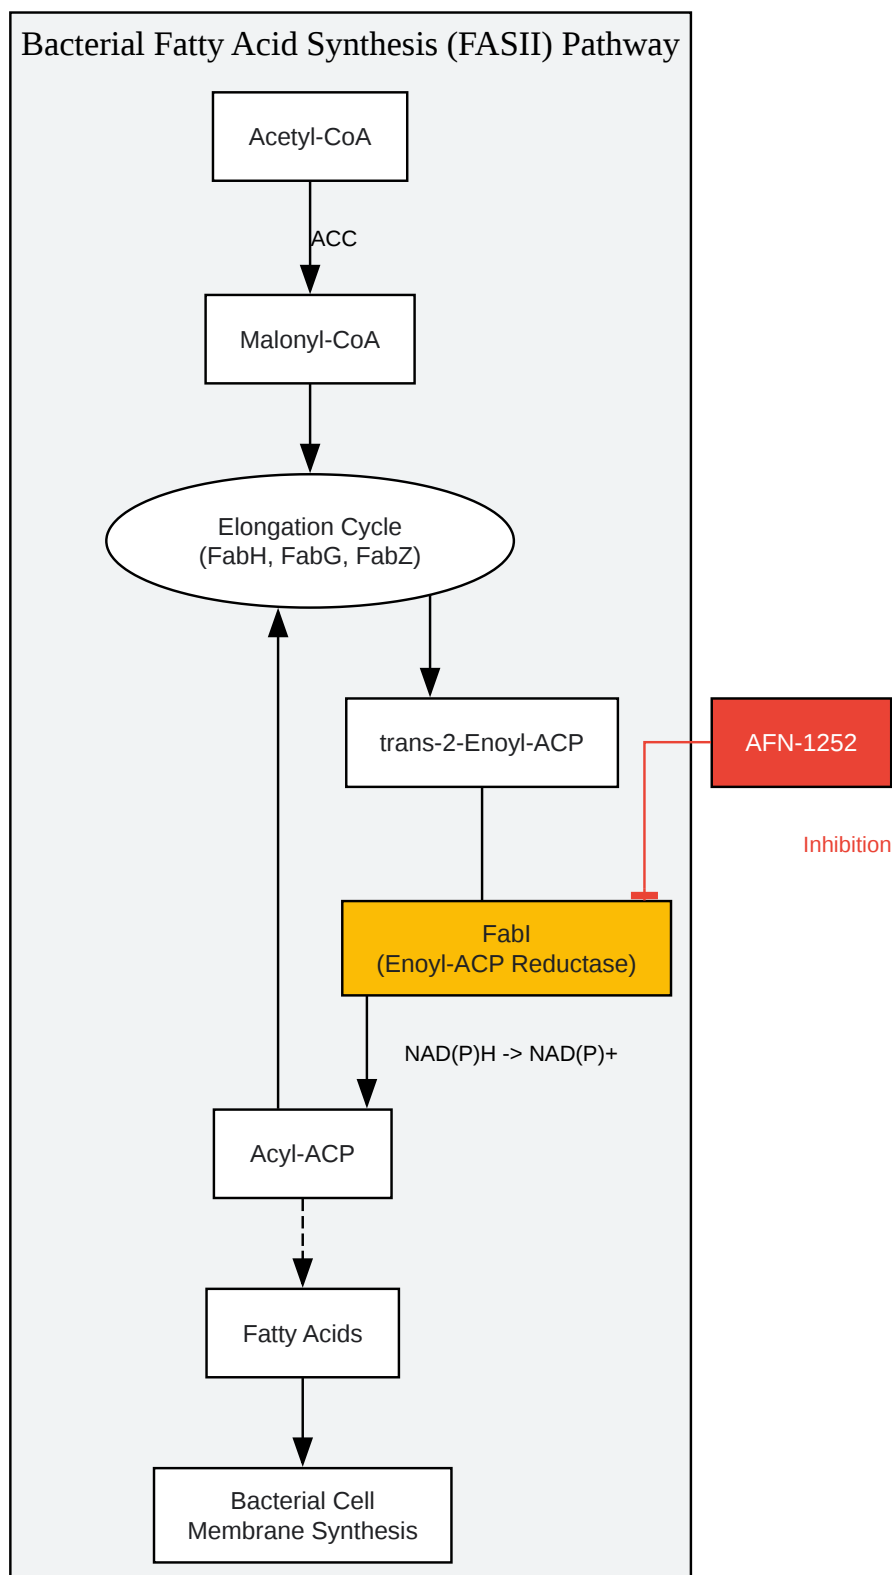 Bacterial Fatty Acid Synthesis (FASII) Pathway
Acetyl-CoA
ACC
Malonyl-CoA
Elongation Cycle
(FabH, FabG, FabZ)
trans-2-Enoyl-ACP
AFN-1252
Inhibition
FabI
(Enoyl-ACP Reductase)
NAD(P)H -> NAD(P)+
Acyl-ACP
Fatty Acids
Bacterial Cell
Membrane Synthesis